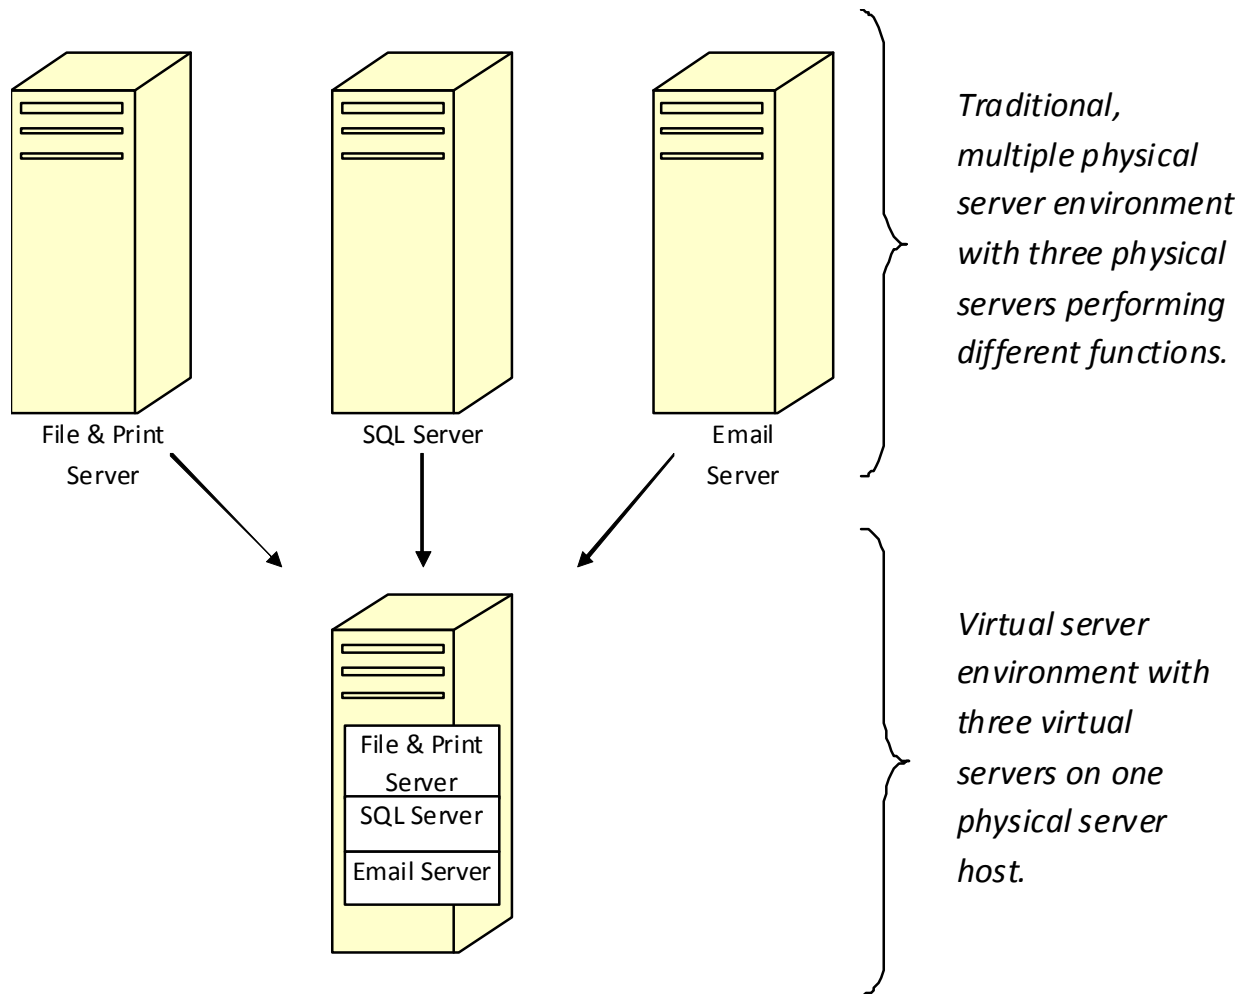 Traditional,
multiple physical
server environment
with three physical
servers performing
different functions.
File & Print
Server
SQL Server
Email
Server
Virtual server
environment with
three virtual
servers on one
physical server
host.
File & Print
Server
SQL Server
Email Server